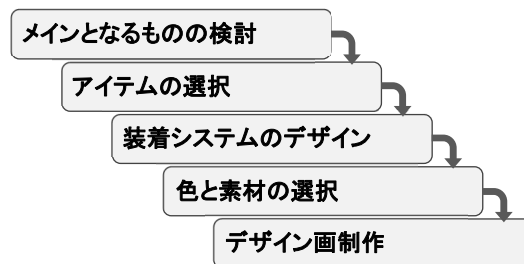 メインとなるものの検討
アイテムの選択
装着システムのデザイン
色と素材の選択
デザイン画制作